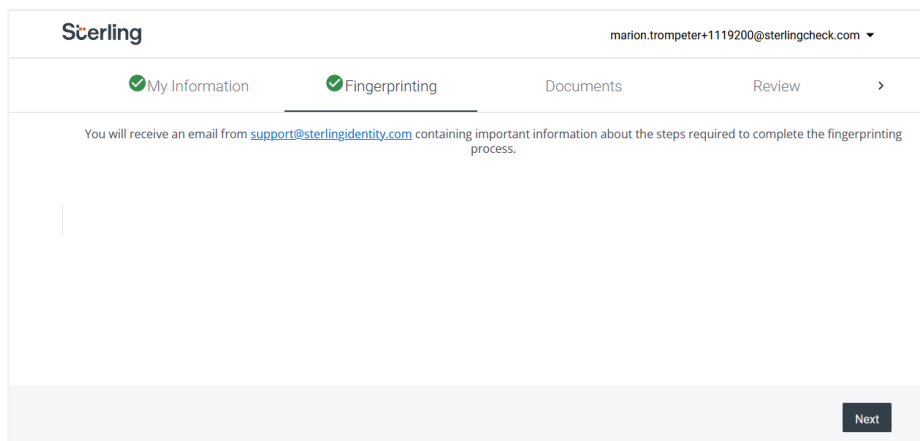 Sterling
marion.trompeter+1119200@sterlingcheck.com
My Information
Fingerprinting
Documents
Review
You will receive an email from support@sterlingidentity.com containing important information about the steps required to complete the fingerprinting
process.
Next